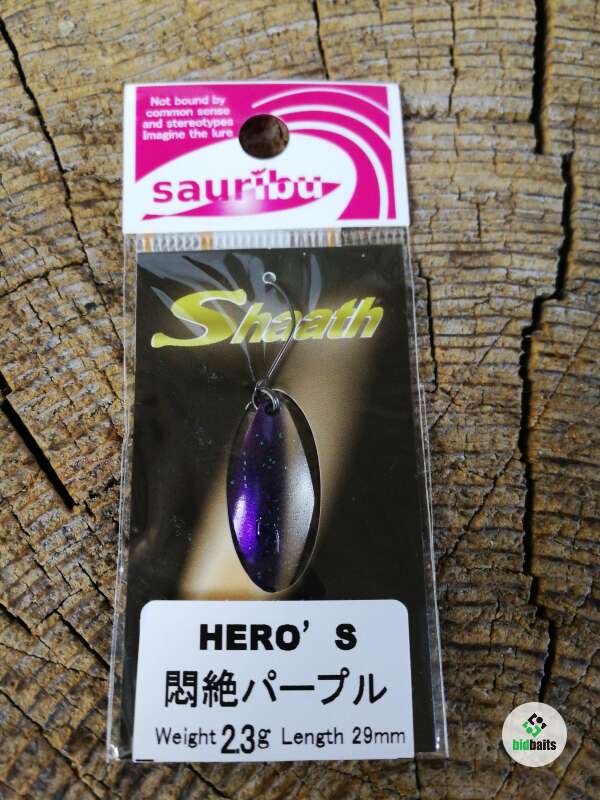 Not bound by
common sense
and stereotypes
Imagine the lure
sauribu
Shaath
HERO'S
悶絶パープル
Weight 2.3g Length 29mm
bidbaits